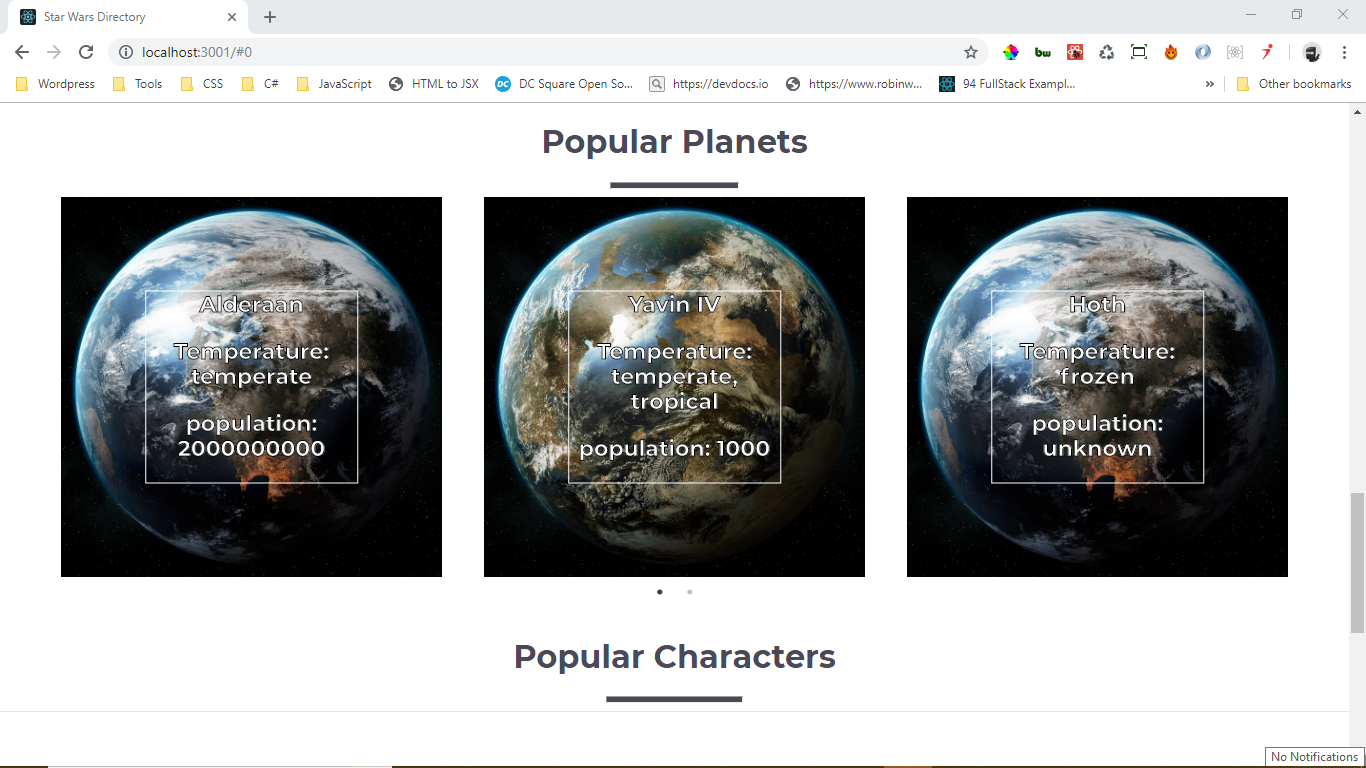 Star Wars Directory
localhost:3001/#0
bw
Wordpress
Tools
CSS
C#
JavaScript
HTML to JSX
DC
DC Square Open So...
https://devdocs.io
https://www.robinw...
94 FullStack Exampl...
»
Other bookmarks
Popular Planets
Alderaan
Temperature:
temperate
population:
2000000000
Yavin IV
Temperature:
temperate,
tropical
population: 1000
Hoth
Temperature:
frozen
population:
unknown
Popular Characters
No Notifications